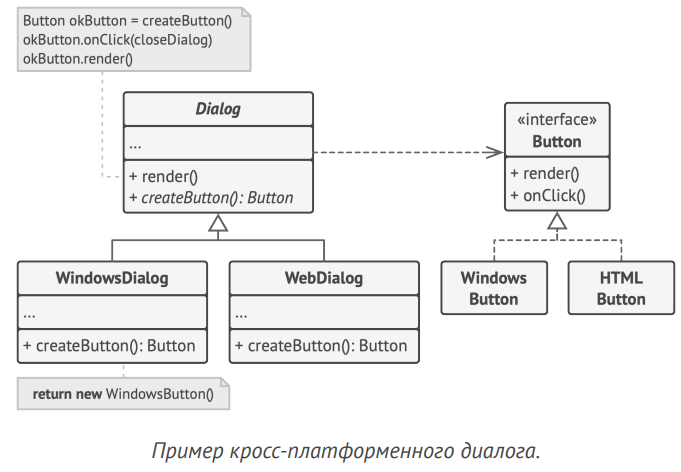 Button okButton = createButton()
okButton.onClick(closeDialog)
okButton.render()
Dialog
...
+ render()
+ createButton(): Button
«interface»
Button
+ render()
+ onClick()
WindowsDialog
...
+ createButton(): Button
WebDialog
...
+ createButton(): Button
Windows
Button
HTML
Button
return new WindowsButton()
Пример кросс-платформенного диалога.